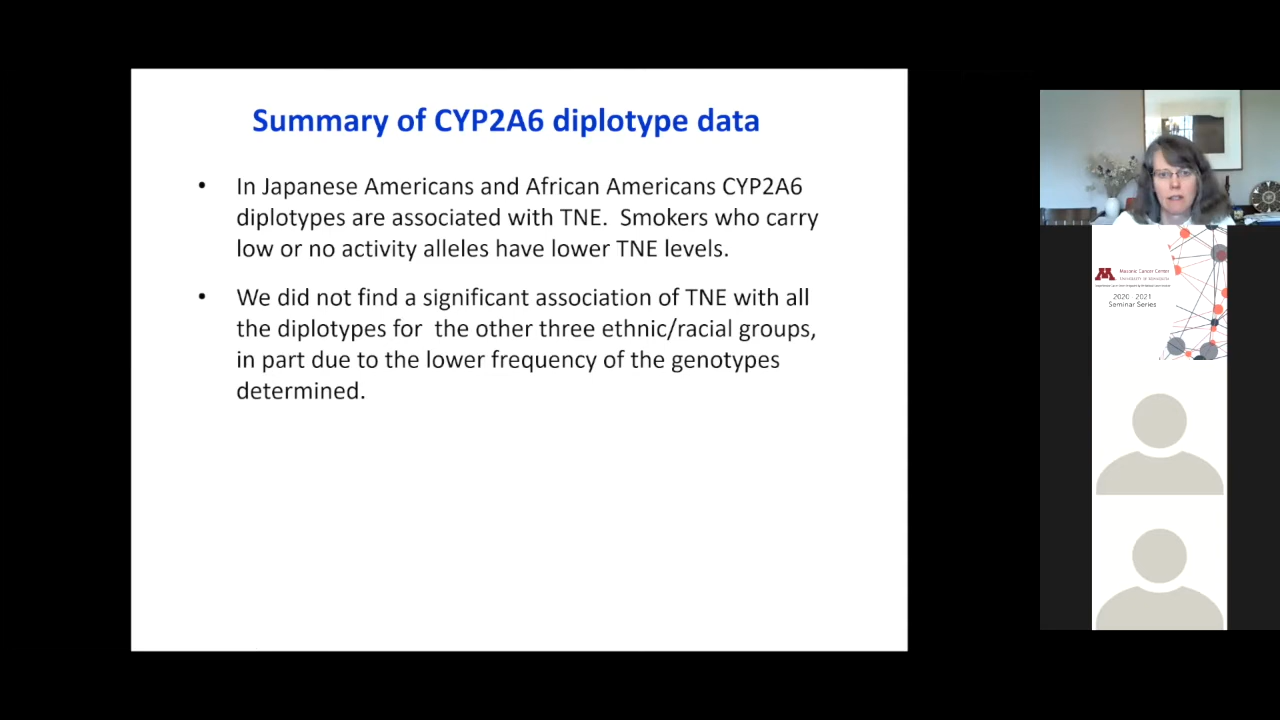 Summary of CYP2A6 diplotype data
• In Japanese Americans and African Americans CYP2A6
diplotypes are associated with TNE.  Smokers who carry
low or no activity alleles have lower TNE levels.
• We did not find a significant association of TNE with all
the diplotypes for  the other three ethnic/racial groups,
in part due to the lower frequency of the genotypes
determined.
Masonic Cancer Center
UNIVERSITY OF MINNESOTA
2020 2021
Seminar Series